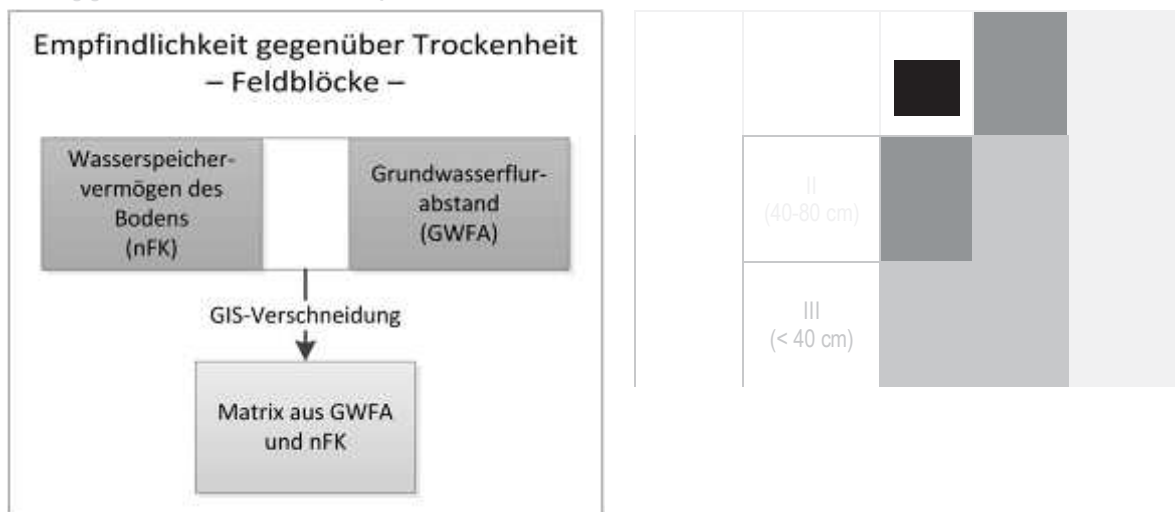 Empfindlichkeit gegenüber Trockenheit
– Feldblöcke –
Wasserspeicher-
vermögen des
Bodens
(nFK)
Grundwasserflur-
abstand
(GWFA)
GIS-Verschneidung
Matrix aus GWFA
und nFK
II
(40-80 cm)
III
(< 40 cm)